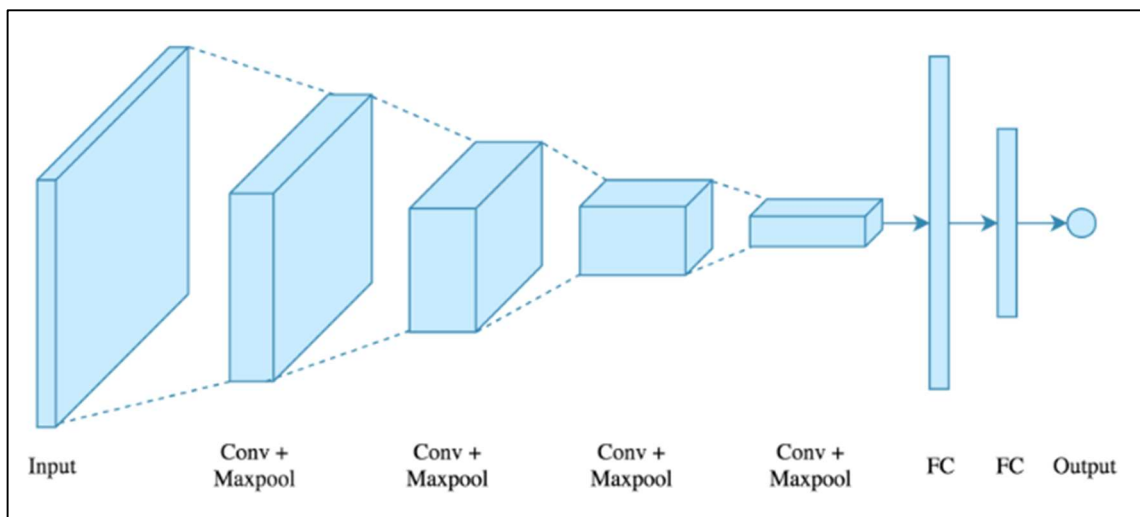 Input
Conv +
Maxpool
Conv +
Maxpool
Conv +
Maxpool
Conv +
Maxpool
FC
FC
Output